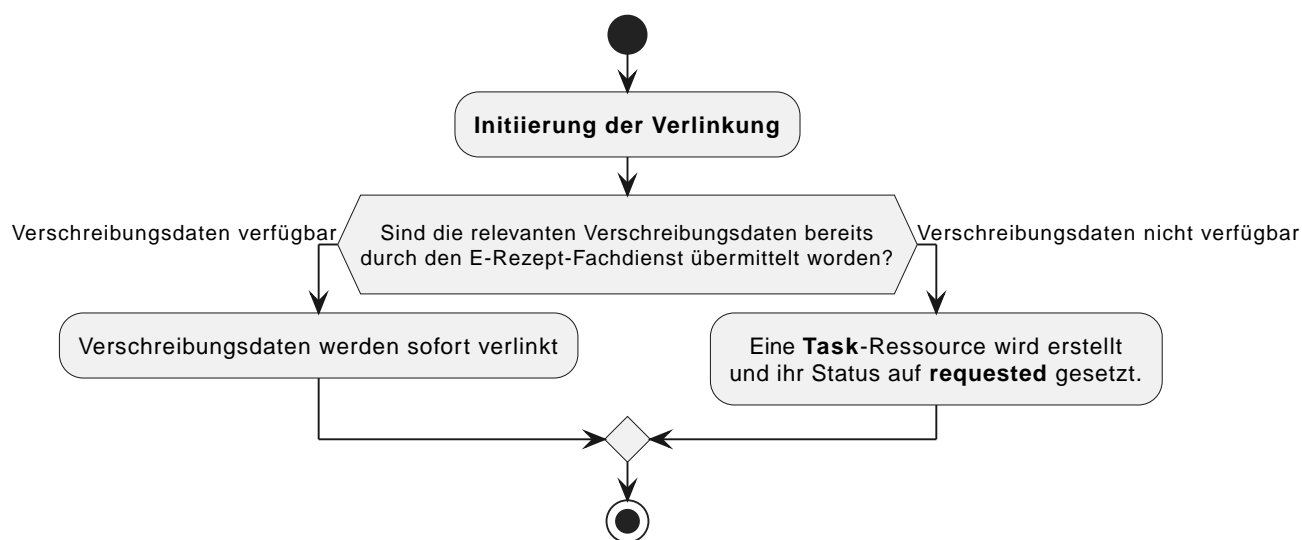 Initiierung der Verlinkung
Verschreibungsdaten verfügbar
Sind die relevanten Verschreibungsdaten bereits
durch den E-Rezept-Fachdienst übermittelt worden?
Verschreibungsdaten nicht verfügbar
Verschreibungsdaten werden sofort verlinkt
Eine Task-Ressource wird erstellt
und ihr Status auf requested gesetzt.